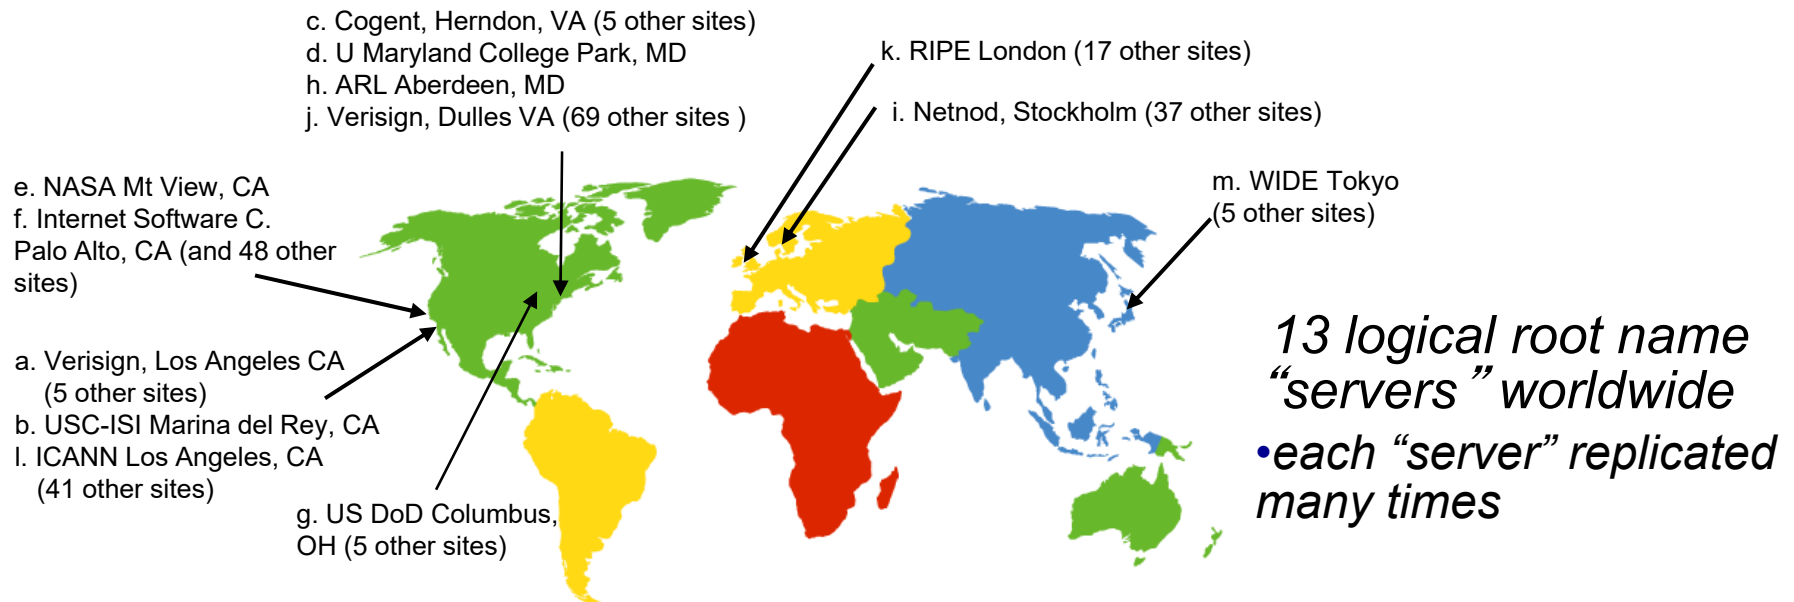 c. Cogent, Herndon, VA (5 other sites)
d. U Maryland College Park, MD
h. ARL Aberdeen, MD
j. Verisign, Dulles VA (69 other sites )
k. RIPE London (17 other sites)
i. Netnod, Stockholm (37 other sites)
m. WIDE Tokyo
(5 other sites)
e. NASA Mt View, CA
f. Internet Software C.
Palo Alto, CA (and 48 other
sites)
a. Verisign, Los Angeles CA
(5 other sites)
b. USC-ISI Marina del Rey, CA
l. ICANN Los Angeles, CA
(41 other sites)
g. US DoD Columbus,
OH (5 other sites)
13 logical root name
“servers ” worldwide
•each “server” replicated
many times